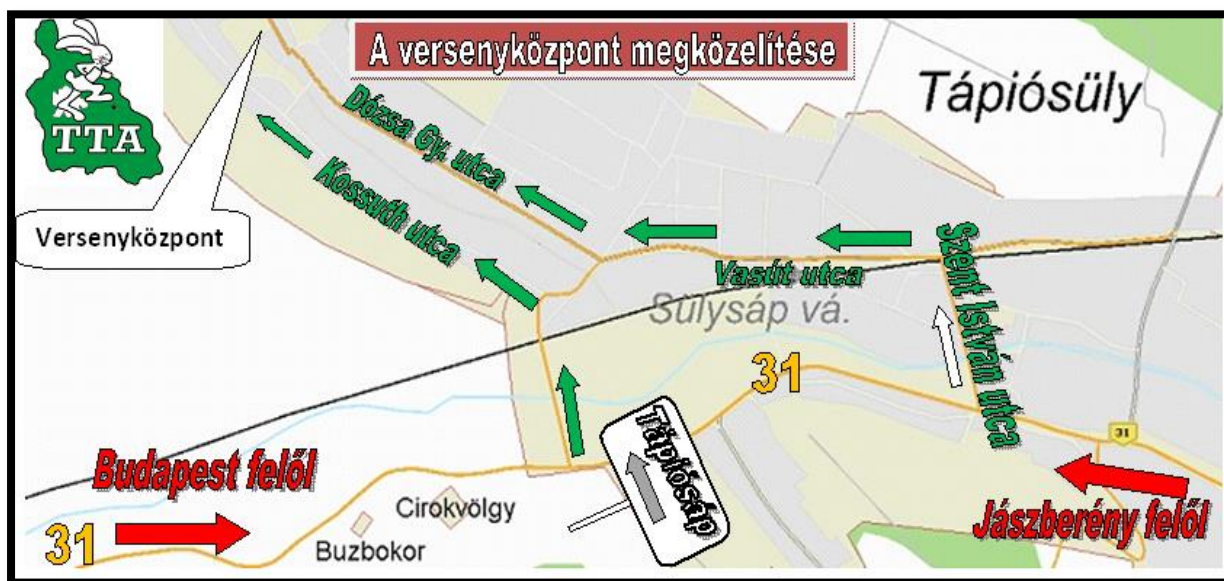 A versenyközpont megközelítése
Tápiósüly
TTA
Dózsa Gy. utca
Kossuth utca
Versenyközpont
Vasút utca
Szent István utca
Sülysáp vá.
31
Tápiósáp
31
Budapest felől
31
Cirokvölgy
Buzbokor
Jászberény felől